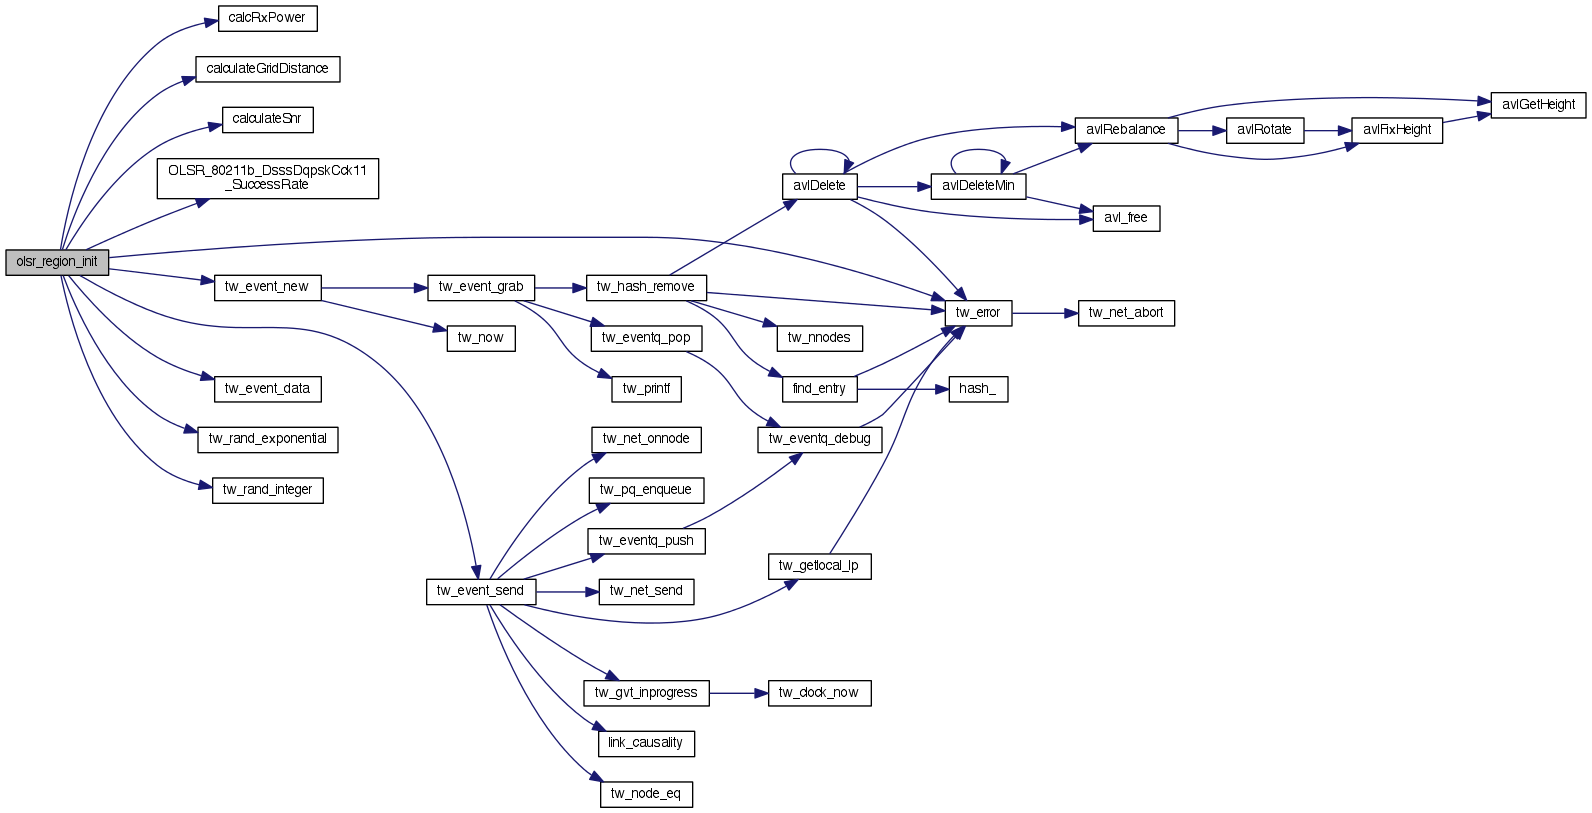 calcRxPower
calculateGridDistance
calculateSnr
OLSR_80211b_DsssDqpskCck11
_SuccessRate
olsr_region_init
tw_event_new
tw_event_data
tw_rand_exponential
tw_rand_integer
tw_event_grab
tw_now
tw_event_send
tw_hash_remove
tw_eventq_pop
tw_printf
tw_net_onnode
tw_pq_enqueue
tw_eventq_push
tw_net_send
tw_gvt_inprogress
link_causality
tw_node_eq
avlDelete
tw_nnodes
find_entry
tw_eventq_debug
tw_getlocal_lp
tw_clock_now
avlDeleteMin
tw_error
hash_
avlRebalance
avl_free
tw_net_abort
avlRotate
avlFixHeight
avlGetHeight